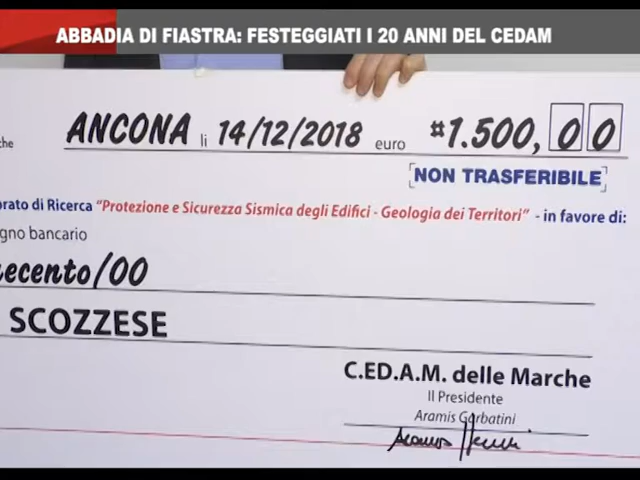 ABBADIA DI FIASTRA: FESTEGGIATI I 20 ANNI DEL CEDAM
che ANCONA li 14/12/2018 euro #1.500,00
NON TRASFERIBILE
orato di Ricerca “Protezione e Sicurezza Sismica degli Edifici - Geologia dei Territori” - in favore di:
gno bancario
ecento/00
SCOZZESE
C.ED.A.M. delle Marche
Il Presidente
Aramis Garbatini